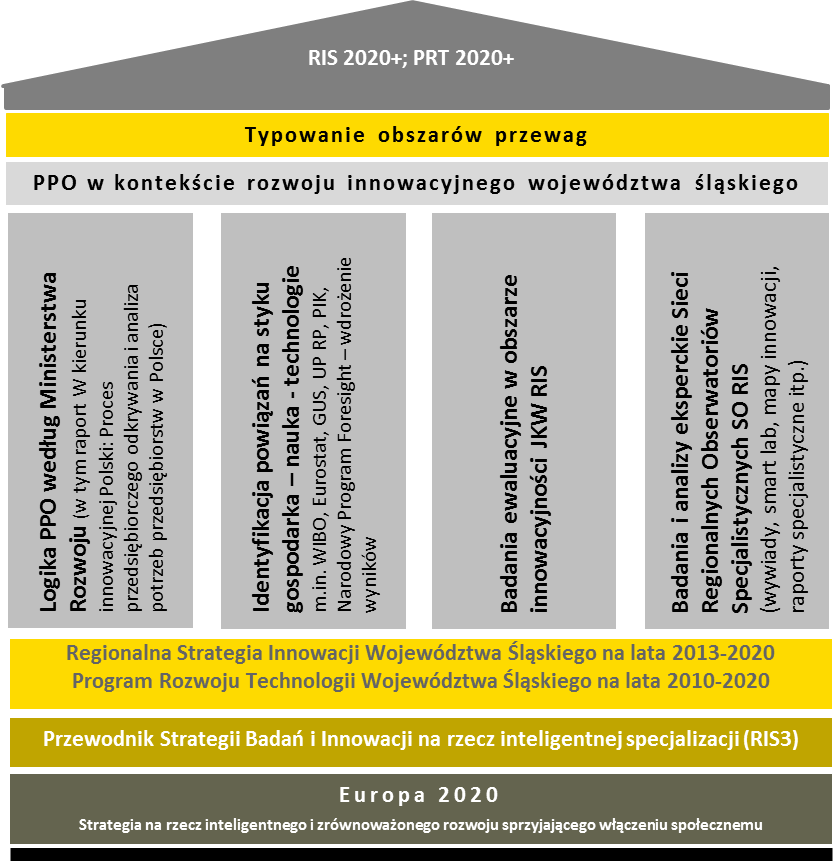 RIS 2020+; PRT 2020+
Typowanie obszarów przewag
PPO w kontekście rozwoju innowacyjnego województwa śląskiego
Logika PPO według Ministerstwa
Rozwoju (w tym raport W kierunku
innowacyjnej Polski: Proces
przedsiębiorczego odkrywania i analiza
potrzeb przedsiębiorstw w Polsce)
Identyfikacja powiązań na styku
gospodarka – nauka - technologie
m.in. WIBO, Eurostat, GUS, UP RP, PIK,
Narodowy Program Foresight – wdrożenie
wyników
Badania ewaluacyjne w obszarze
innowacyjności JKW RIS
Badania i analizy eksperckie Sieci
Regionalnych Obserwatoriów
Specjalistycznych SO RIS
(wywiady, smart lab, mapy innowacji,
raporty specjalistyczne itp.)
Regionalna Strategia Innowacji Województwa Śląskiego na lata 2013-2020
Program Rozwoju Technologii Województwa Śląskiego na lata 2010-2020
Przewodnik Strategii Badań i Innowacji na rzecz inteligentnej specjalizacji (RIS3)
Europa 2020
Strategia na rzecz inteligentnego i zrównoważonego rozwoju sprzyjającego włączeniu społecznemu